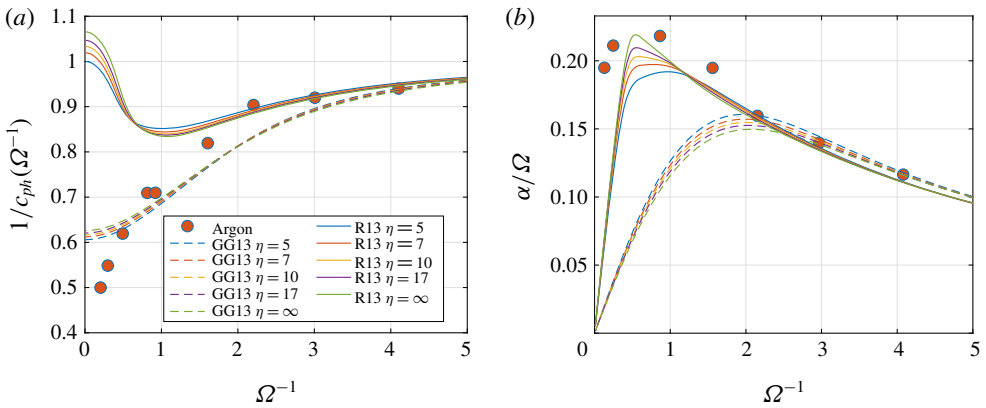 (a)
1.1
1.0
0.9
0.8
0.7
0.6
0.5
0.4
1/c_ph(Ω⁻¹)
Argon
GG13 η = 5
GG13 η = 7
GG13 η = 10
GG13 η = 17
GG13 η = ∞
R13 η = 5
R13 η = 7
R13 η = 10
R13 η = 17
R13 η = ∞
0 1 2 3 4 5
Ω⁻¹
(b)
0.20
0.15
0.10
0.05
α/Ω
0 1 2 3 4 5
Ω⁻¹